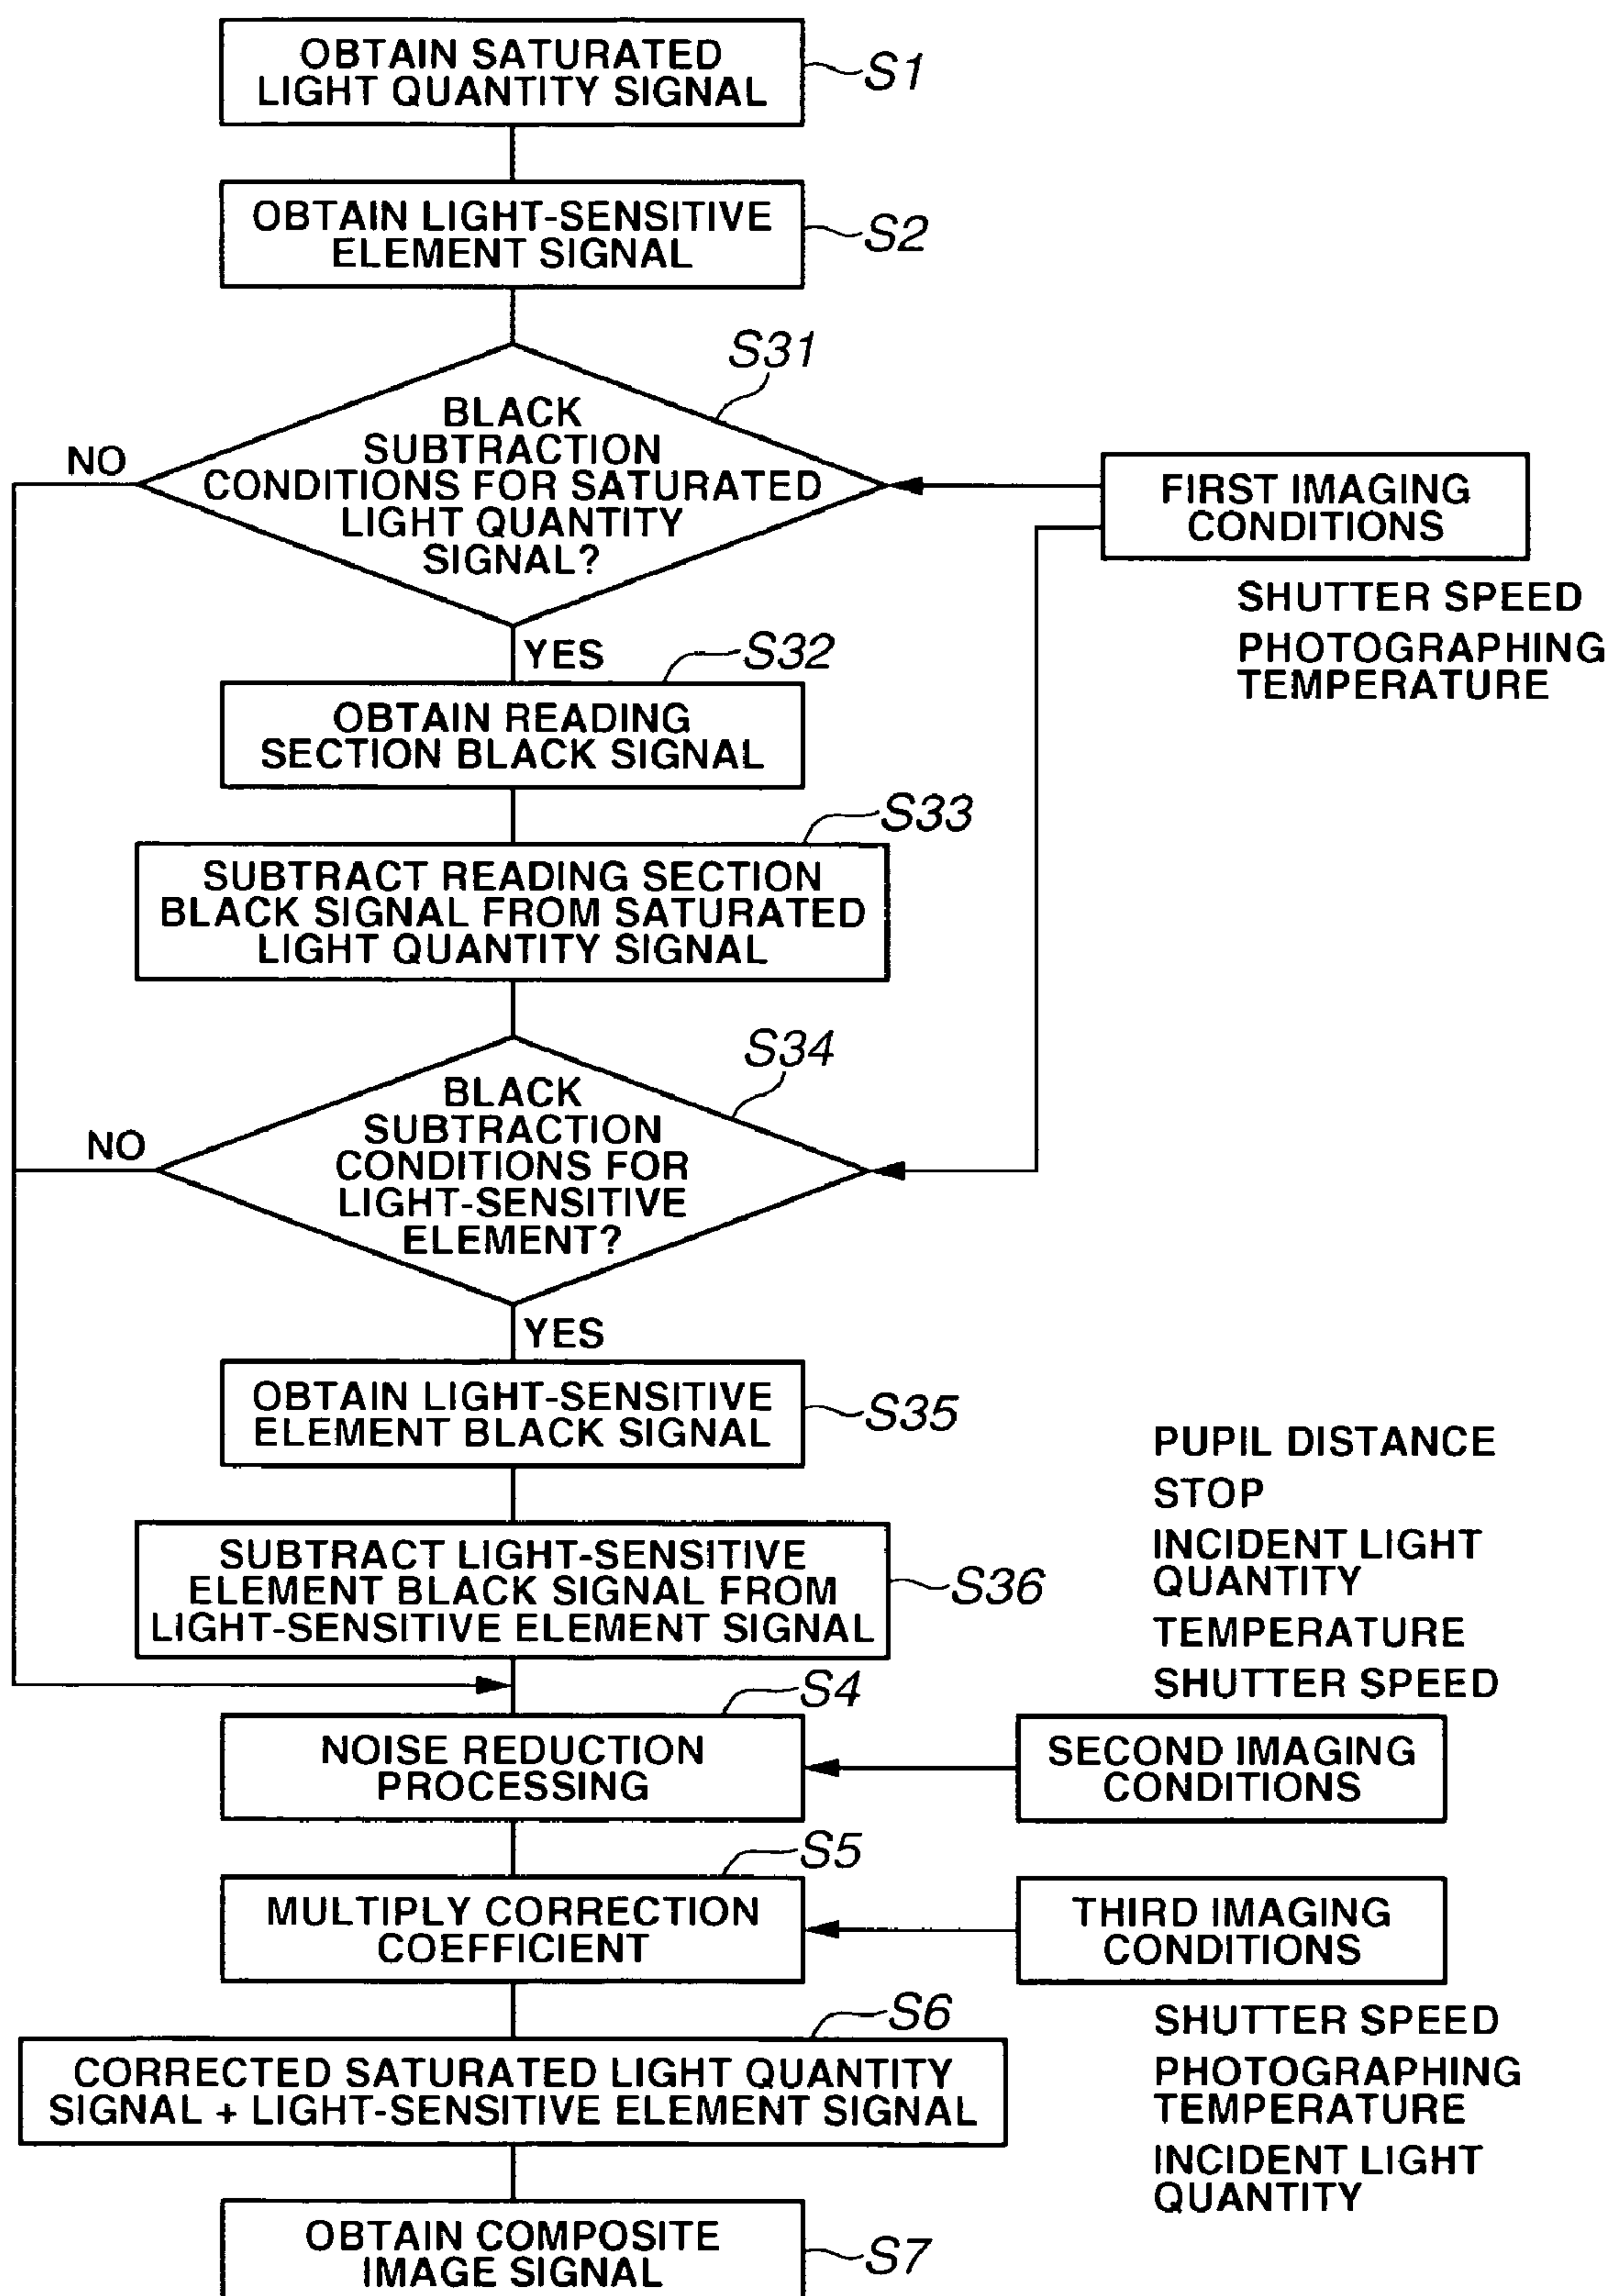 OBTAIN SATURATED
LIGHT QUANTITY SIGNAL
S1
OBTAIN LIGHT-SENSITIVE
ELEMENT SIGNAL
S2
S31
BLACK
SUBTRACTION
CONDITIONS FOR SATURATED
LIGHT QUANTITY
SIGNAL?
NO
FIRST IMAGING
CONDITIONS
SHUTTER SPEED
PHOTOGRAPHING
TEMPERATURE
YES
S32
OBTAIN READING
SECTION BLACK SIGNAL
S33
SUBTRACT READING SECTION
BLACK SIGNAL FROM SATURATED
LIGHT QUANTITY SIGNAL
S34
BLACK
SUBTRACTION
CONDITIONS FOR
LIGHT-SENSITIVE
ELEMENT?
NO
YES
OBTAIN LIGHT-SENSITIVE
ELEMENT BLACK SIGNAL
S35
SUBTRACT LIGHT-SENSITIVE
ELEMENT BLACK SIGNAL FROM
LIGHT-SENSITIVE ELEMENT SIGNAL
S36
PUPIL DISTANCE
STOP
INCIDENT LIGHT
QUANTITY
TEMPERATURE
SHUTTER SPEED
S4
NOISE REDUCTION
PROCESSING
SECOND IMAGING
CONDITIONS
S5
MULTIPLY CORRECTION
COEFFICIENT
THIRD IMAGING
CONDITIONS
SHUTTER SPEED
PHOTOGRAPHING
TEMPERATURE
INCIDENT LIGHT
QUANTITY
S6
CORRECTED SATURATED LIGHT QUANTITY
SIGNAL + LIGHT-SENSITIVE ELEMENT SIGNAL
OBTAIN COMPOSITE
IMAGE SIGNAL
S7